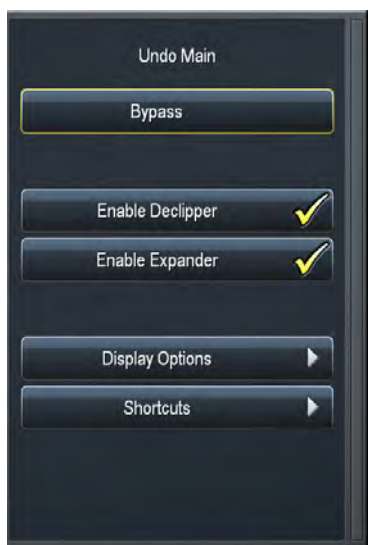 Undo Main
Bypass
Enable Declipper
Enable Expander
Display Options
Shortcuts